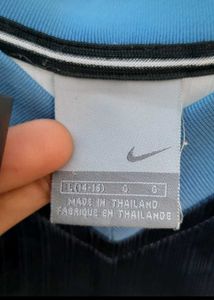 L(14-16) G G
MADE IN THAILAND
FABRIQUE EN THAILANDE